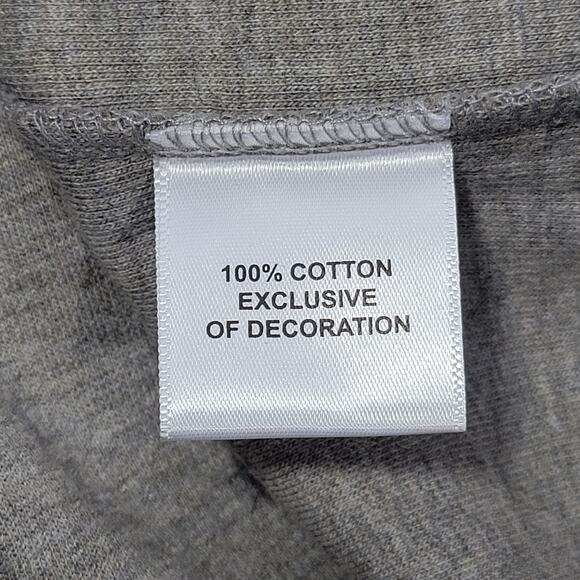 100% COTTON
EXCLUSIVE
OF DECORATION